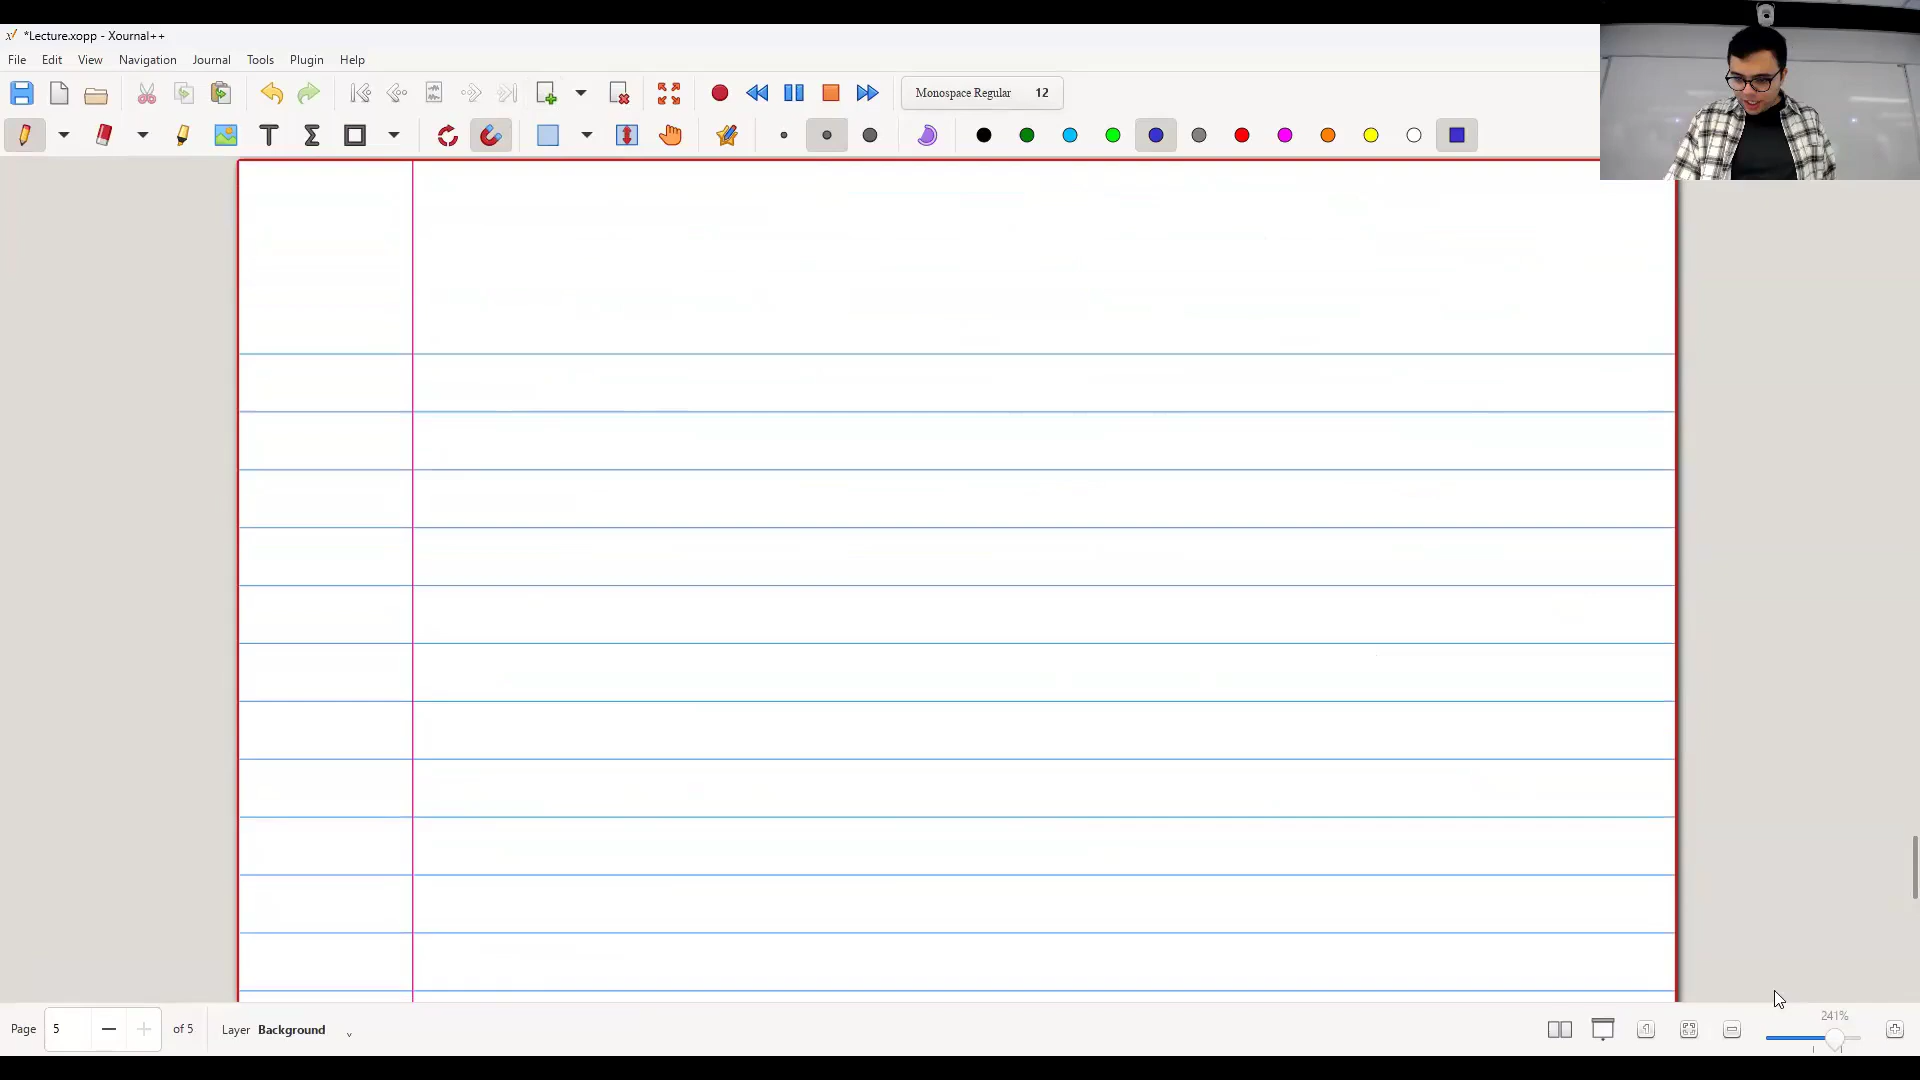 *Lecture.xopp - Xournal++
File Edit View Navigation Journal Tools Plugin Help
Monospace Regular 12
Page 5 of 5 Layer Background
241%